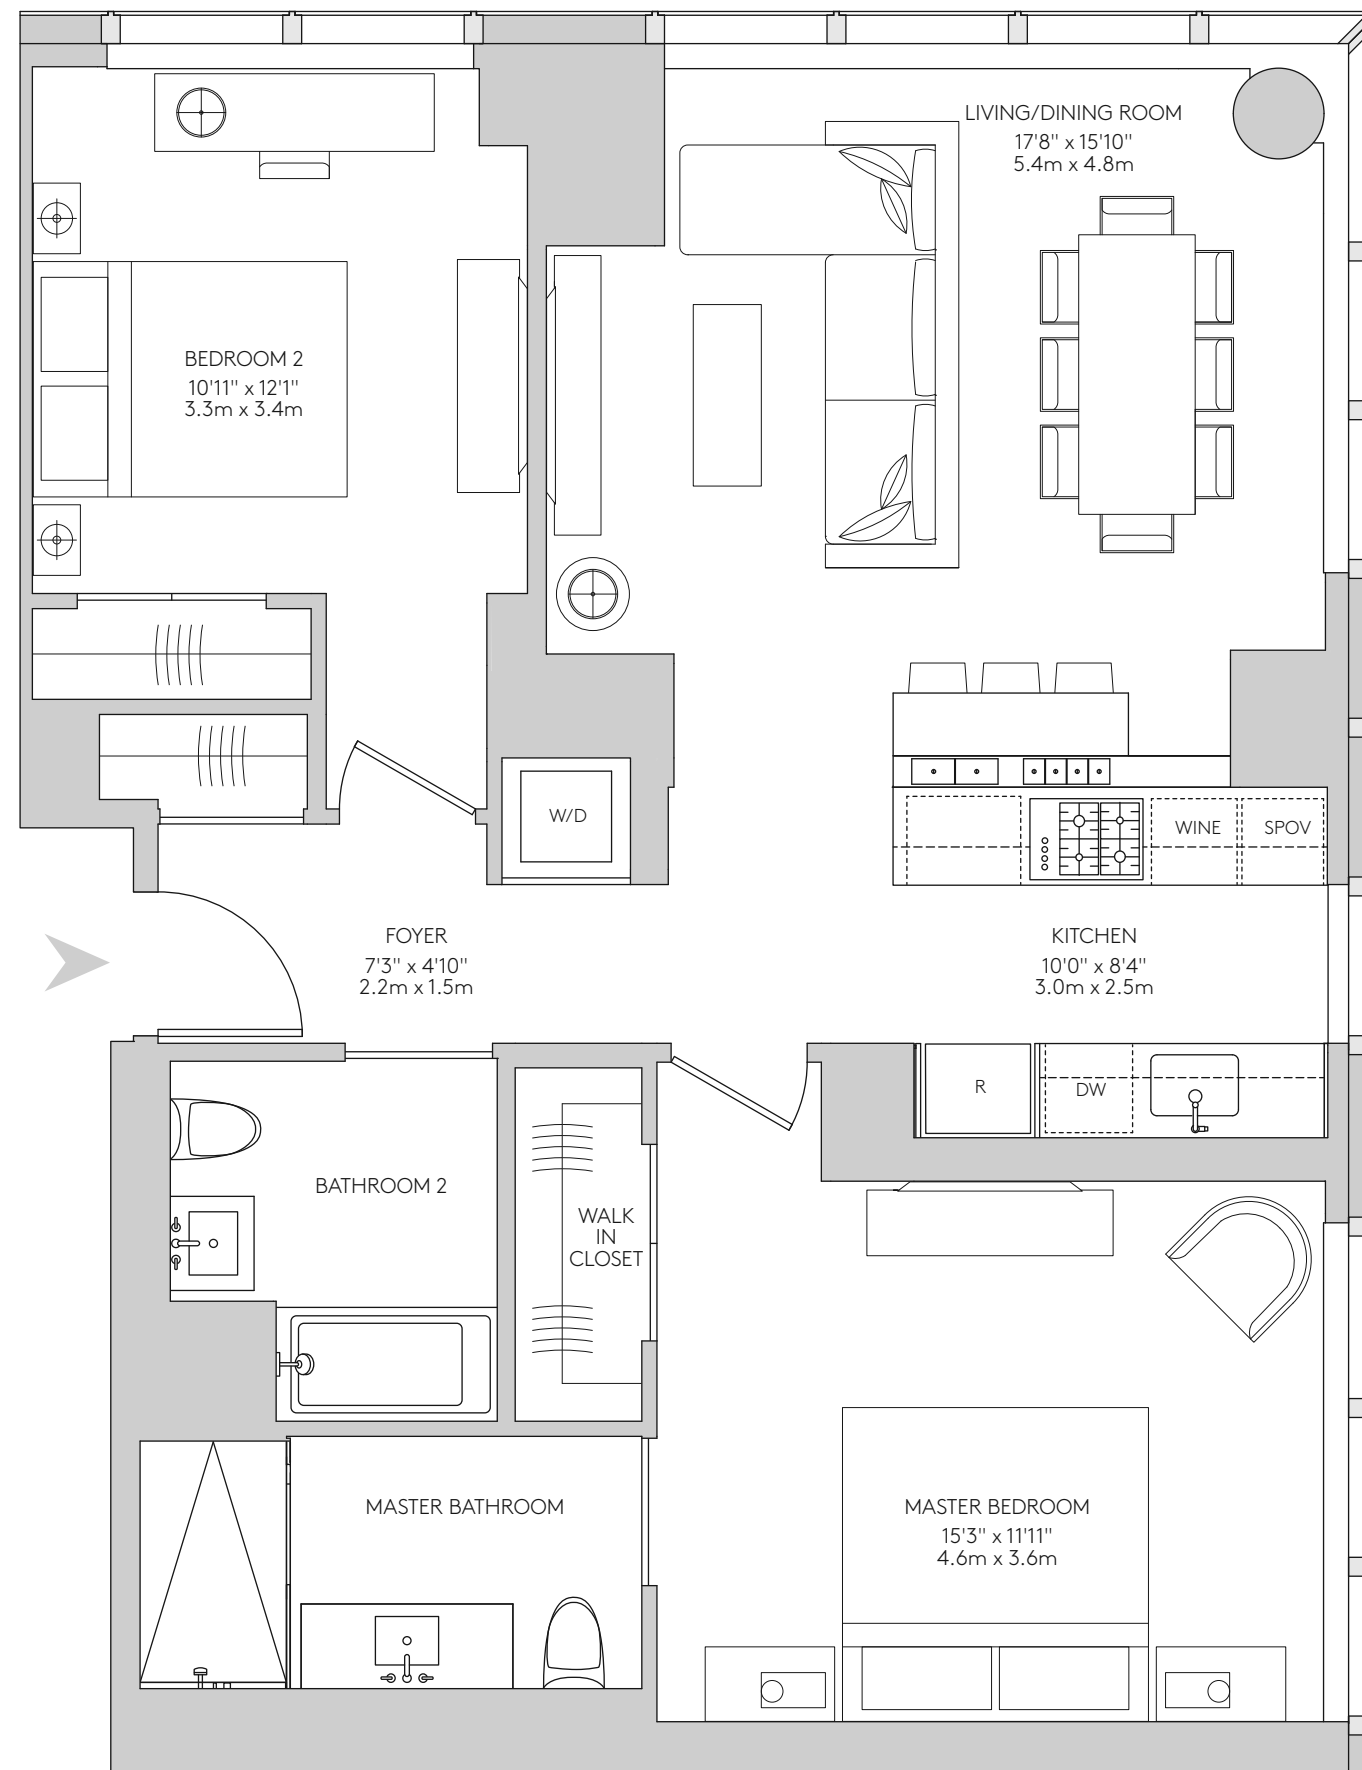 LIVING/DINING ROOM
17'8" x 15'10"
5.4m x 4.8m
BEDROOM 2
10'11" x 12'1"
3.3m x 3.4m
W/D
WINE
SPOV
FOYER
7'3" x 4'10"
2.2m x 1.5m
KITCHEN
10'0" x 8'4"
3.0m x 2.5m
R
DW
BATHROOM 2
WALK
IN
CLOSET
MASTER BATHROOM
MASTER BEDROOM
15'3" x 11'11"
4.6m x 3.6m